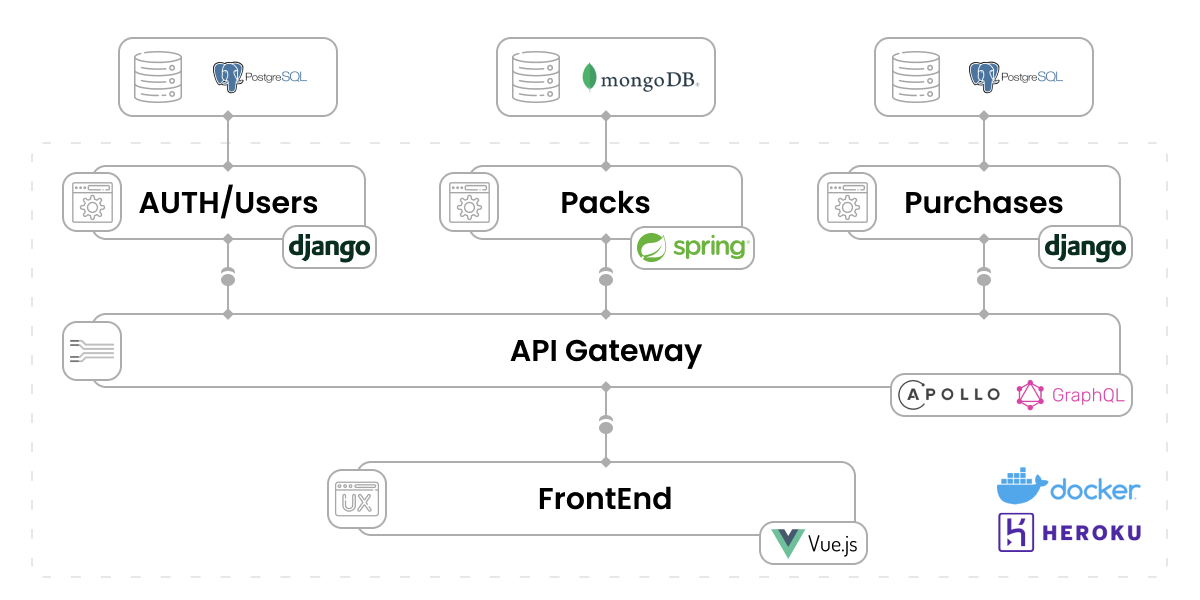 PostgreSQL
mongoDB®
PostgreSQL
AUTH/Users
Packs
Purchases
django
spring®
django
API Gateway
APOLLO
GraphQL
UX
FrontEnd
Vue.js
docker
HEROKU